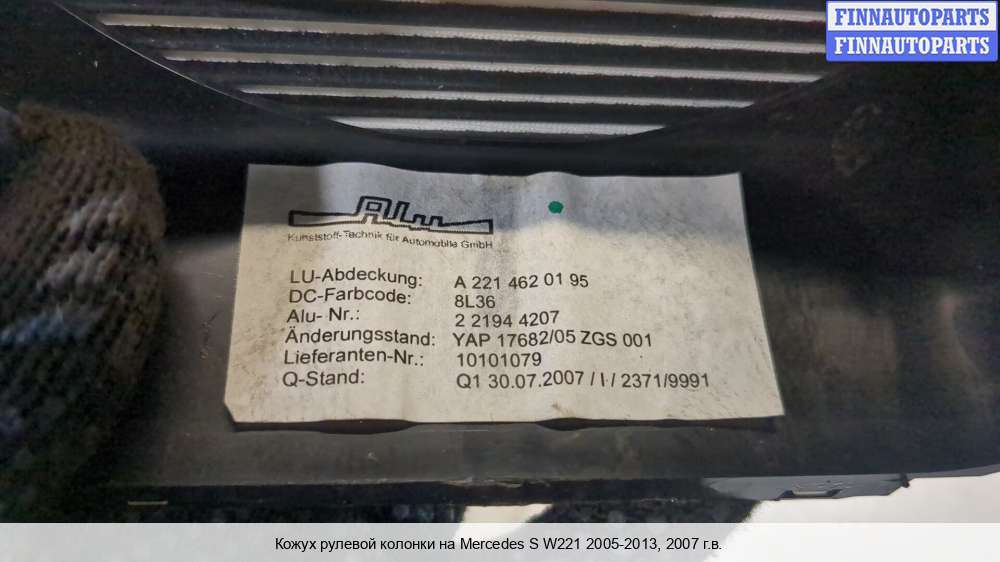 FINNAUTOPARTS
FINNAUTOPARTS
ALu
Kunststoff-Technik für Automobile GmbH
LU-Abdeckung: A 221 462 01 95
DC-Farbcode: 8L36
Alu- Nr.: 2 2194 4207
Änderungsstand: YAP 17682/05 ZGS 001
Lieferanten-Nr.: 10101079
Q-Stand: Q1 30.07.2007 / I / 2371/9991
Кожух рулевой колонки на Mercedes S W221 2005-2013, 2007 г.в.